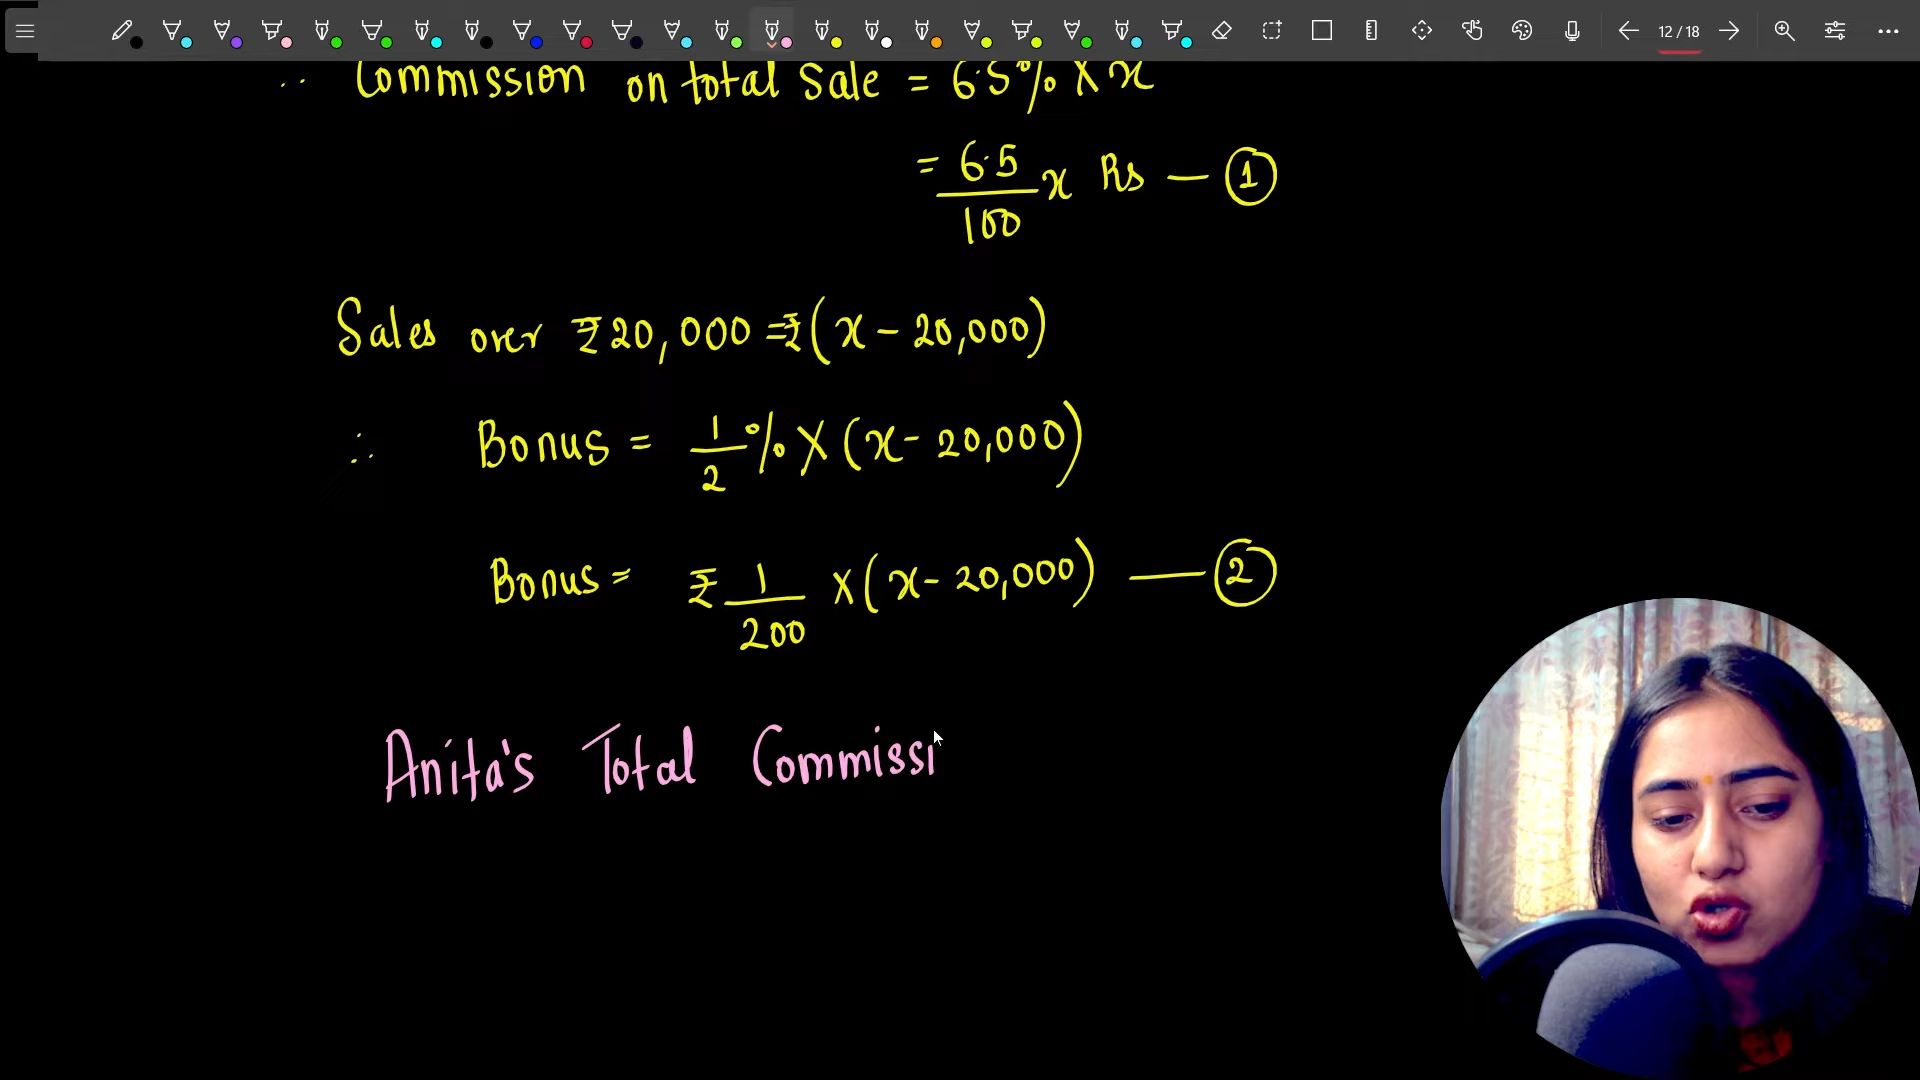 12/18
∴ Commission on total sale = 6.5% X x
= 6.5/100 x Rs — ①
Sales over ₹20,000 = ₹(x – 20,000)
∴ Bonus = 1/2 % X (x – 20,000)
Bonus = ₹ 1/200 X (x – 20,000) — ②
Anita's Total Commissi